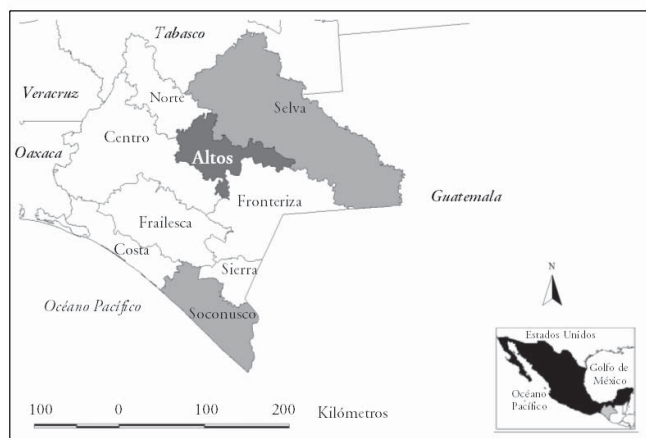 Tabasco
Veracruz
Norte
Selva
Centro
Oaxaca
Altos
Guatemala
Fronteriza
Frailesca
Costa
Sierra
Océano Pacífico
Soconusco
N
Estados Unidos
Golfo de
México
Océano
Pacífico
100 0 100 200 Kilómetros